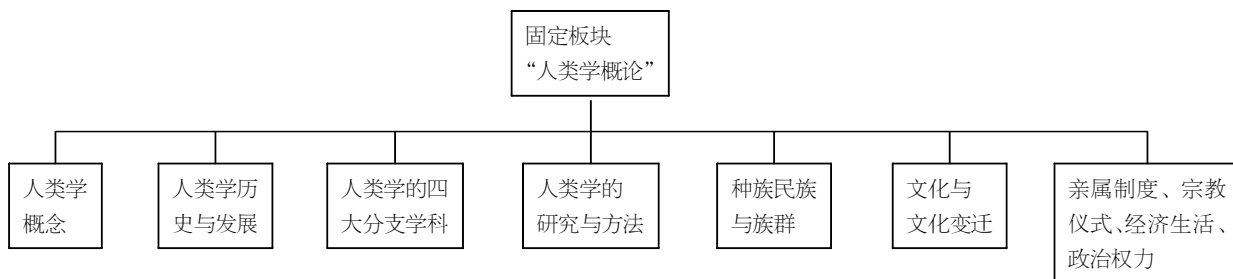 固定板块
“人类学概论”
人类学
概念
人类学历
史与发展
人类学的四
大分支学科
人类学的
研究与方法
种族民族
与族群
文化与
文化变迁
亲属制度、宗教
仪式、经济生活、
政治权力